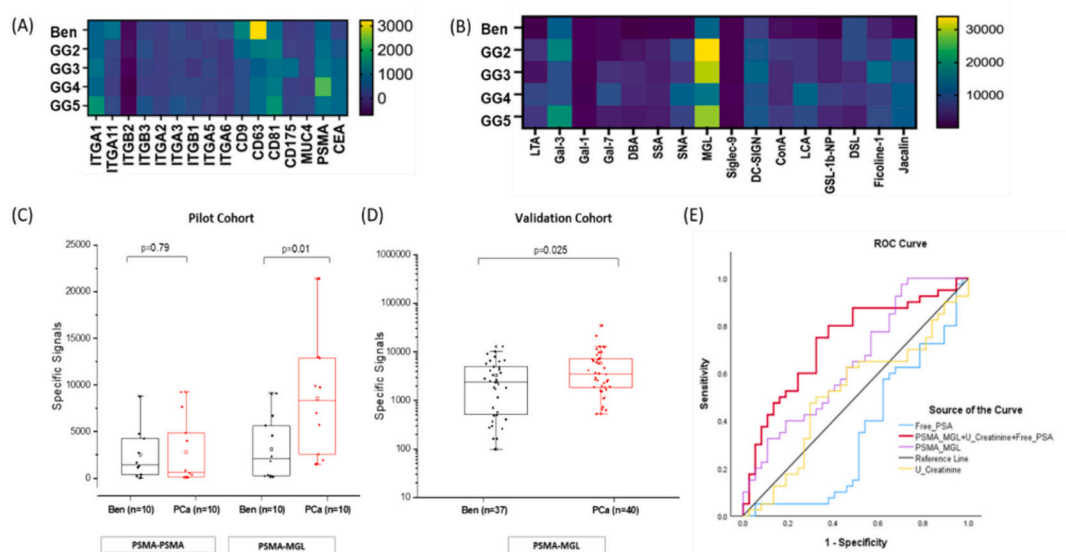 (A)
Ben
GG2
GG3
GG4
GG5
3000
2000
1000
0
ITGA1
ITGA11
ITGB2
ITGB3
ITGA2
ITGA3
ITGB1
ITGA5
ITGA6
CD9
CD63
CD81
CD175
MUC4
PSMA
CEA
(B)
Ben
GG2
GG3
GG4
GG5
30000
20000
10000
LTA
Gal-3
Gal-1
Gal-7
DBA
SSA
SNA
MGL
Siglec-9
DC-SIGN
ConA
LCA
GSL-1b-NP
DSL
Ficoline-1
Jacalin
(C)
Pilot Cohort
p=0.79
p=0.01
25000
20000
15000
10000
5000
0
Specific Signals
Ben (n=10)
PCa (n=10)
Ben (n=10)
PCa (n=10)
PSMA-PSMA
PSMA-MGL
(D)
Validation Cohort
p=0.025
1000000
100000
10000
1000
100
10
Specific Signals
Ben (n=37)
PCa (n=40)
PSMA-MGL
(E)
ROC Curve
1.0
0.8
0.6
0.4
0.2
0.0
Sensitivity
0.0
0.2
0.4
0.6
0.8
1.0
1 - Specificity
Source of the Curve
Free_PSA
PSMA_MGL+U_Creatinine+Free_PSA
PSMA_MGL
Reference Line
U_Creatinine